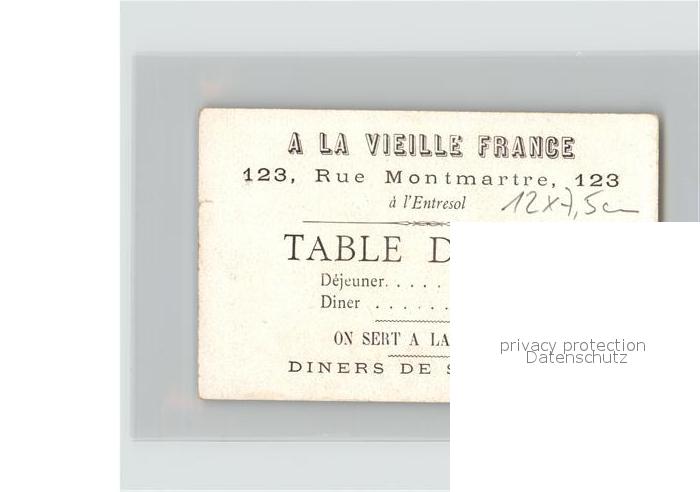 A LA VIEILLE FRANCE
123, Rue Montmartre, 123
à l'Entresol
12x7,5cm
TABLE D
Déjeuner. . . . .
Diner . . . . . .
ON SERT A LA
DINERS DE
privacy protection
Datenschutz